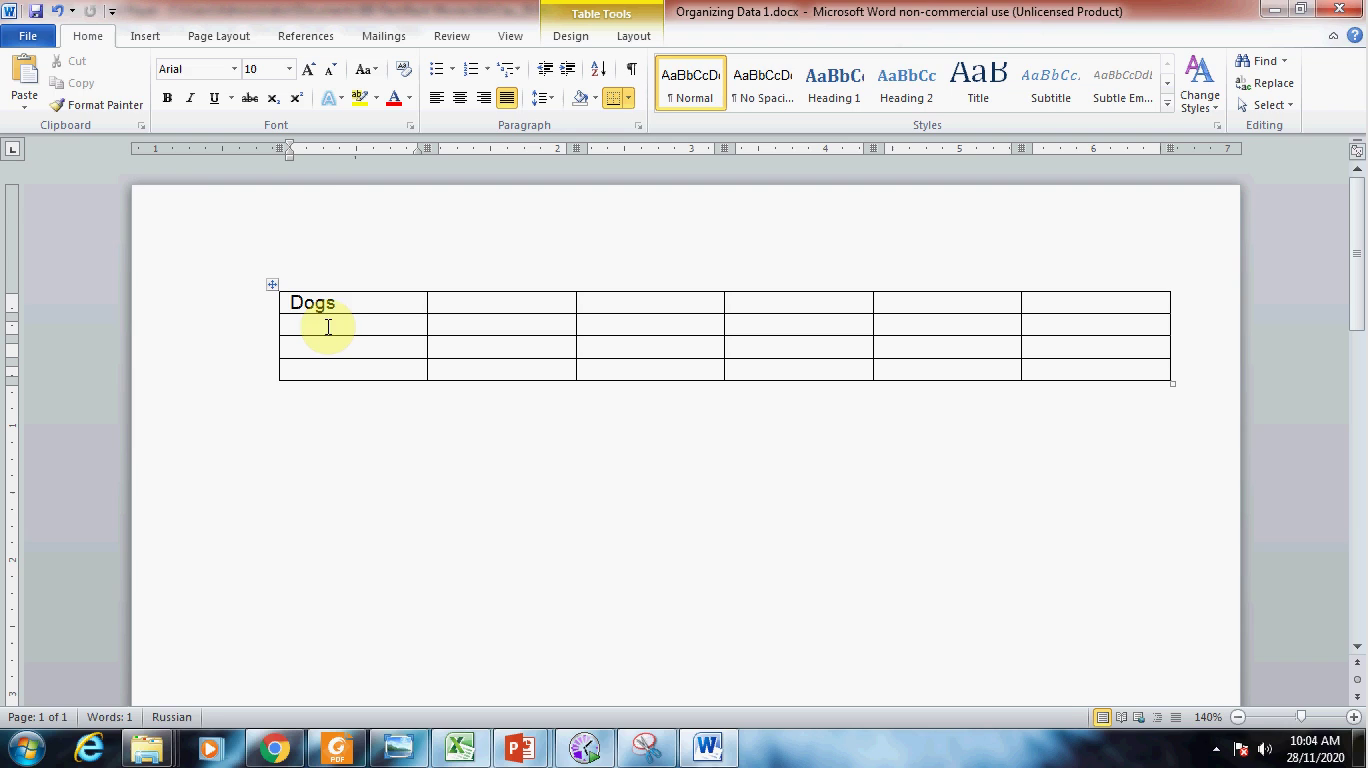 Table Tools
Organizing Data 1.docx - Microsoft Word non-commercial use (Unlicensed Product)
File Home Insert Page Layout References Mailings Review View Design Layout
Paste
Cut
Copy
Format Painter
Clipboard
Arial 10
Font
Paragraph
AaBbCcDc AaBbCcDc AaBbC AaBbCc AaB AaBbCc. AaBbCcDdE
¶ Normal ¶ No Spaci... Heading 1 Heading 2 Title Subtitle Subtle Em...
Styles
Change Styles
Find
Replace
Select
Editing
1 2 3 4 5 6 7
Dogs
1
2
3
Page: 1 of 1 Words: 1 Russian 140%
PDF
10:04 AM
28/11/2020